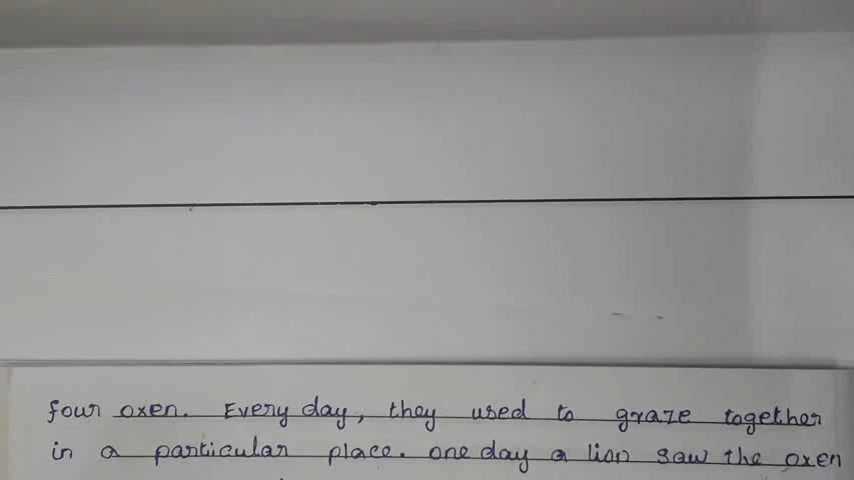 four oxen. Every day, they used to graze together
in a particular place. one day a lion saw the oxen